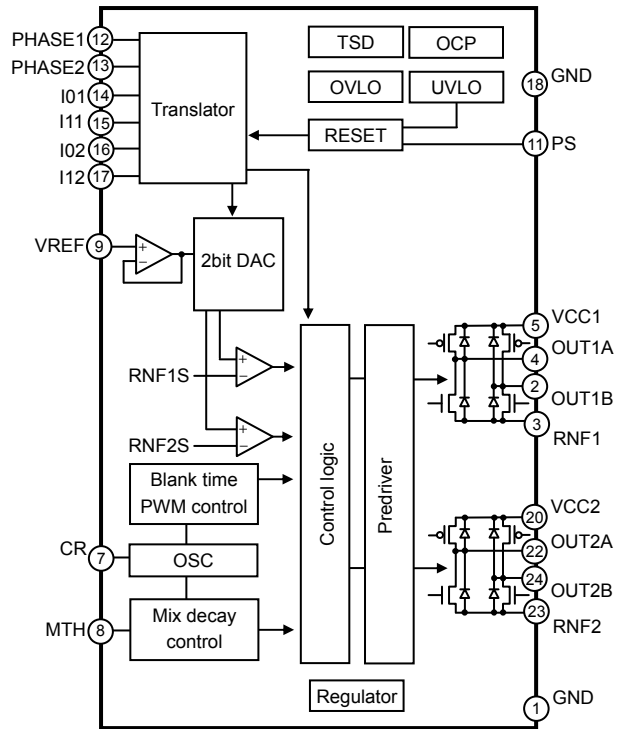 PHASE1 12
PHASE2 13
I01 14
I11 15
I02 16
I12 17
Translator
TSD
OCP
OVLO
UVLO
RESET
18 GND
11 PS
VREF 9
+
−
2bit DAC
5 VCC1
4 OUT1A
2 OUT1B
3 RNF1
RNF1S
+
−
RNF2S
+
−
Control logic
Predriver
Blank time
PWM control
CR 7
OSC
MTH 8
Mix decay
control
20 VCC2
22 OUT2A
24 OUT2B
23 RNF2
Regulator
1 GND